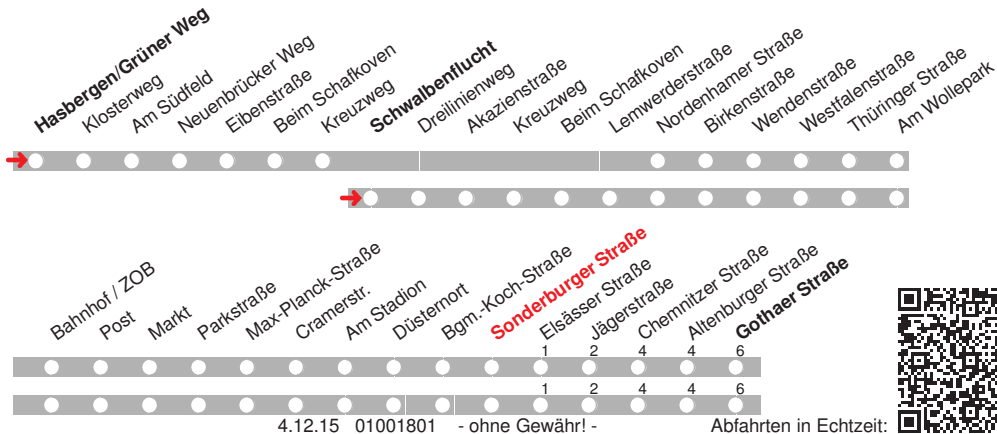 Hasbergen/Grüner Weg
Klosterweg
Am Südfeld
Neuenbrücker Weg
Eibenstraße
Beim Schafkoven
Kreuzweg
Schwalbenflucht
Dreilinienweg
Akazienstraße
Kreuzweg
Beim Schafkoven
Lemwerderstraße
Nordenhamer Straße
Birkenstraße
Wendenstraße
Westfalenstraße
Thüringer Straße
Am Wollepark
Bahnhof / ZOB
Post
Markt
Parkstraße
Max-Planck-Straße
Cramerstr.
Am Stadion
Düsternort
Bgm.-Koch-Straße
Sonderburger Straße
Elsässer Straße
Jägerstraße
Chemnitzer Straße
Altenburger Straße
Gothaer Straße
1 2 4 4 6
1 2 4 4 6
4.12.15 01001801 - ohne Gewähr! - Abfahrten in Echtzeit: